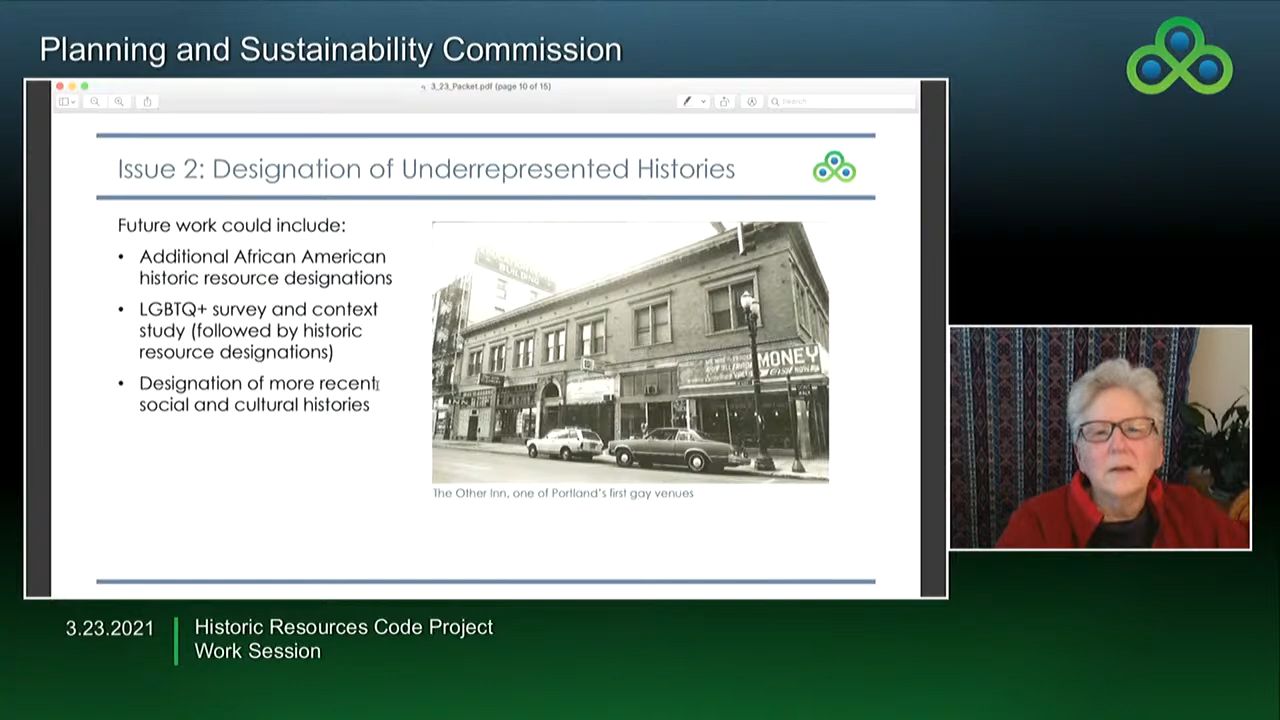 Planning and Sustainability Commission
3_23_Packet.pdf (page 10 of 15)
Search
Issue 2: Designation of Underrepresented Histories
Future work could include:
• Additional African American
historic resource designations
• LGBTQ+ survey and context
study (followed by historic
resource designations)
• Designation of more recent
social and cultural histories
BUILDING
MONEY
The Other Inn, one of Portland's first gay venues
3.23.2021
Historic Resources Code Project
Work Session